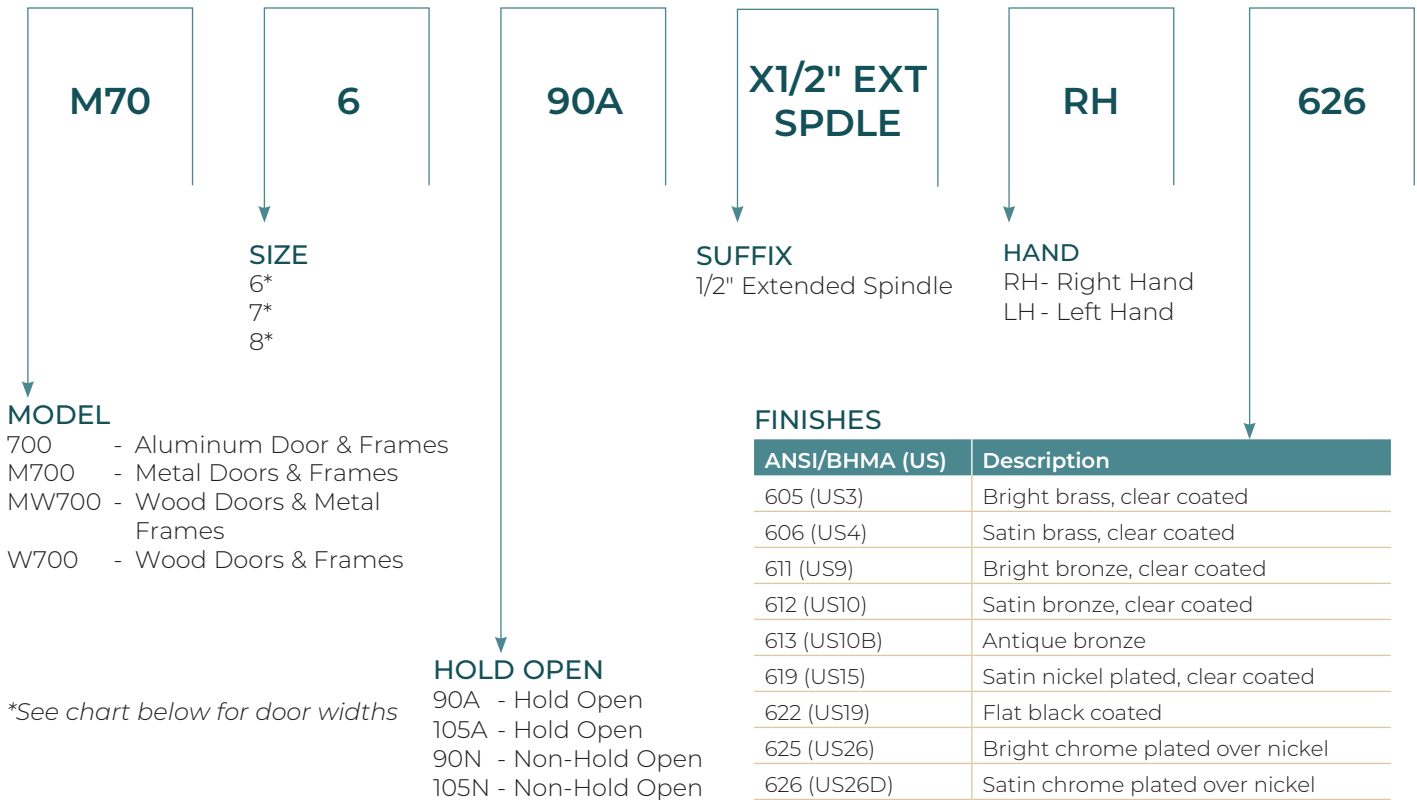 M70
6
90A
X1/2" EXT
SPDLE
RH
626
SIZE
6*
7*
8*
SUFFIX
1/2" Extended Spindle
HAND
RH- Right Hand
LH - Left Hand
MODEL
700 - Aluminum Door & Frames
M700 - Metal Doors & Frames
MW700 - Wood Doors & Metal
Frames
W700 - Wood Doors & Frames
*See chart below for door widths
HOLD OPEN
90A - Hold Open
105A - Hold Open
90N - Non-Hold Open
105N - Non-Hold Open
FINISHES
ANSI/BHMA (US) Description
605 (US3) Bright brass, clear coated
606 (US4) Satin brass, clear coated
611 (US9) Bright bronze, clear coated
612 (US10) Satin bronze, clear coated
613 (US10B) Antique bronze
619 (US15) Satin nickel plated, clear coated
622 (US19) Flat black coated
625 (US26) Bright chrome plated over nickel
626 (US26D) Satin chrome plated over nickel